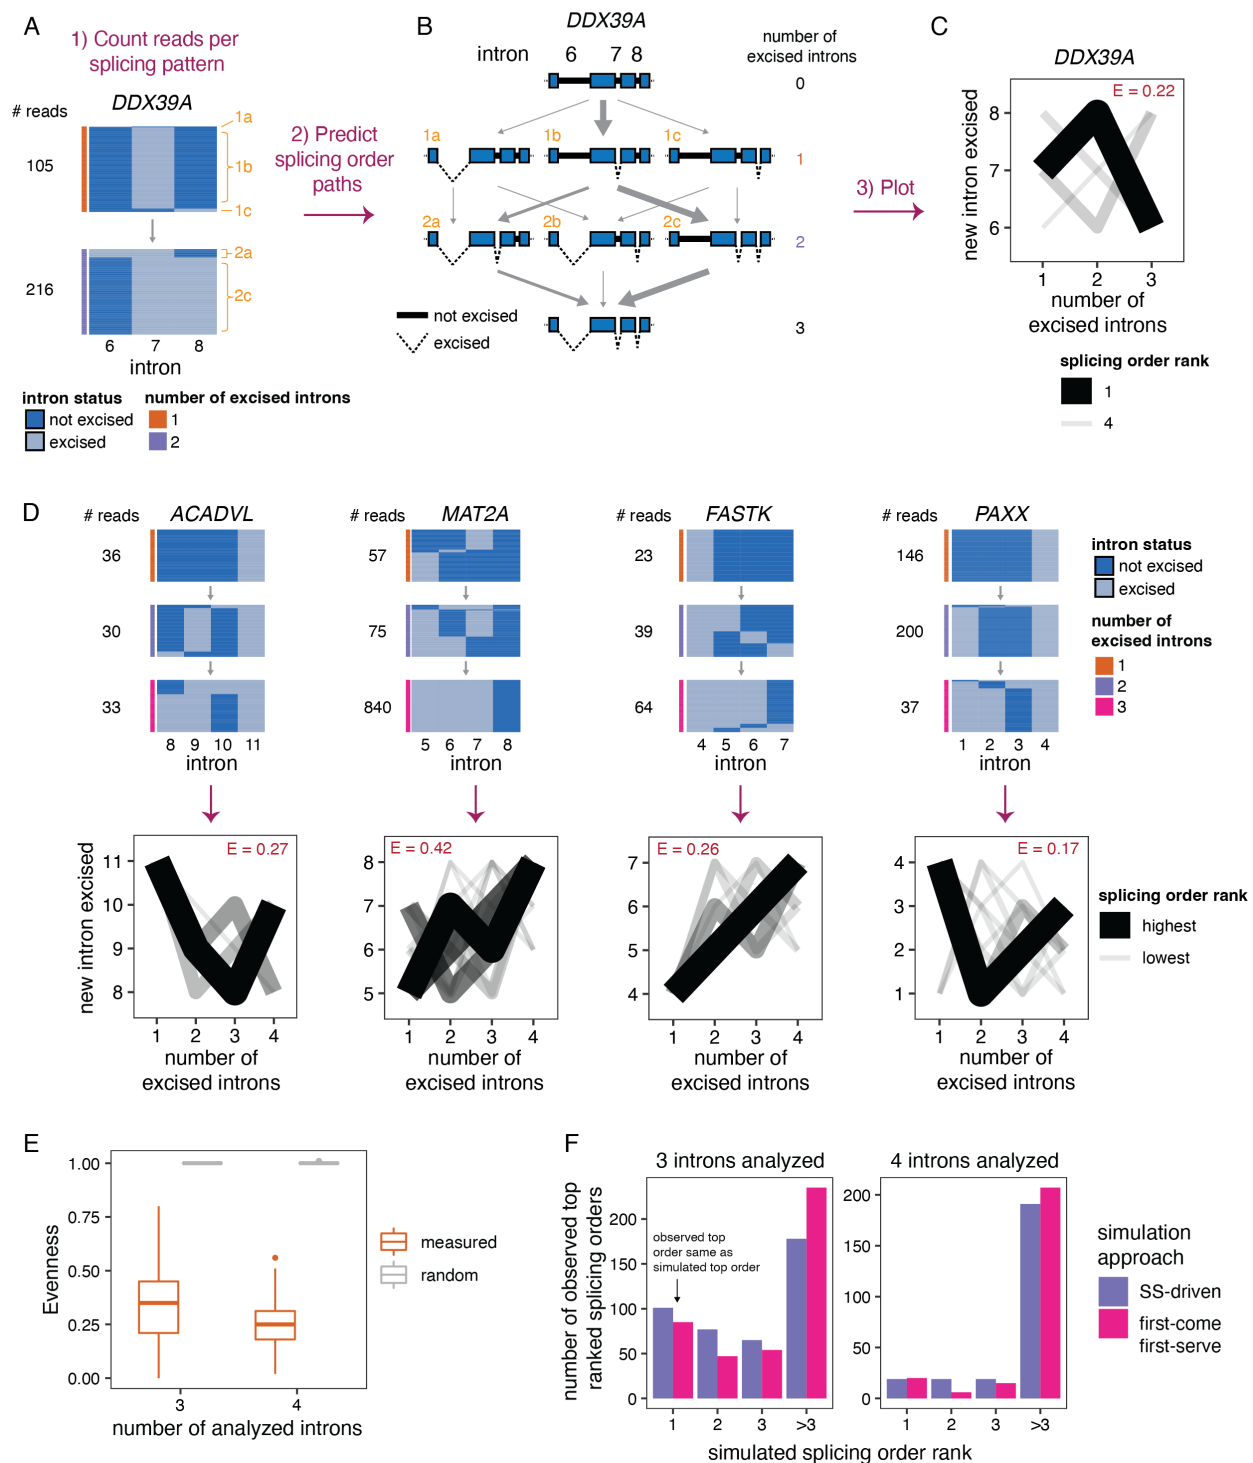 A
1) Count reads per
splicing pattern
# reads
DDX39A
1a
105
1b
1c
216
2a
2c
6 7 8
intron
intron status
not excised
excised
number of excised introns
1
2
2) Predict
splicing order
paths
B
DDX39A
intron 6 7 8
number of
excised introns
0
1a 1b 1c
1
2a 2b 2c
2
3
not excised
excised
3) Plot
C
DDX39A
E = 0.22
new intron excised
8
7
6
1 2 3
number of
excised introns
splicing order rank
1
4
D
# reads ACADVL
36
30
33
8 9 10 11
intron
# reads MAT2A
57
75
840
5 6 7 8
intron
# reads FASTK
23
39
64
4 5 6 7
intron
# reads PAXX
146
200
37
1 2 3 4
intron
intron status
not excised
excised
number of
excised introns
1
2
3
new intron excised
E = 0.27
11
10
9
8
1 2 3 4
number of
excised introns
E = 0.42
8
7
6
5
1 2 3 4
number of
excised introns
E = 0.26
7
6
5
4
1 2 3 4
number of
excised introns
E = 0.17
4
3
2
1
1 2 3 4
number of
excised introns
splicing order rank
highest
lowest
E
Evenness
1.00
0.75
0.50
0.25
0.00
3 4
number of analyzed introns
measured
random
F
3 introns analyzed
number of observed top
ranked splicing orders
200
150
100
50
0
observed top
order same as
simulated top order
1 2 3 >3
4 introns analyzed
200
150
100
50
0
1 2 3 >3
simulated splicing order rank
simulation
approach
SS-driven
first-come
first-serve